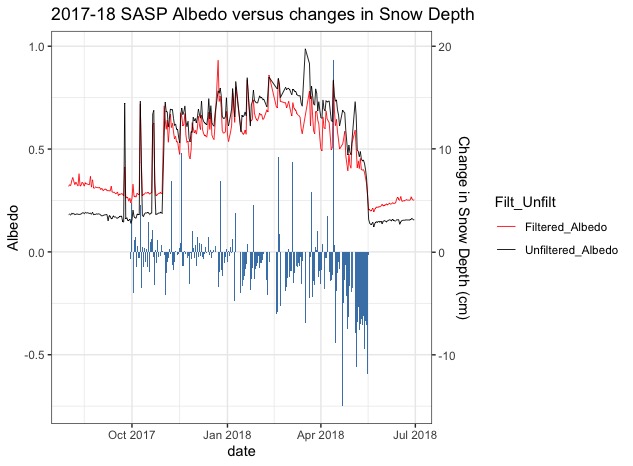 2017-18 SASP Albedo versus changes in Snow Depth
1.0
0.5
0.0
-0.5
Albedo
20
10
0
-10
Change in Snow Depth (cm)
Oct 2017
Jan 2018
Apr 2018
Jul 2018
date
Filt_Unfilt
Filtered_Albedo
Unfiltered_Albedo